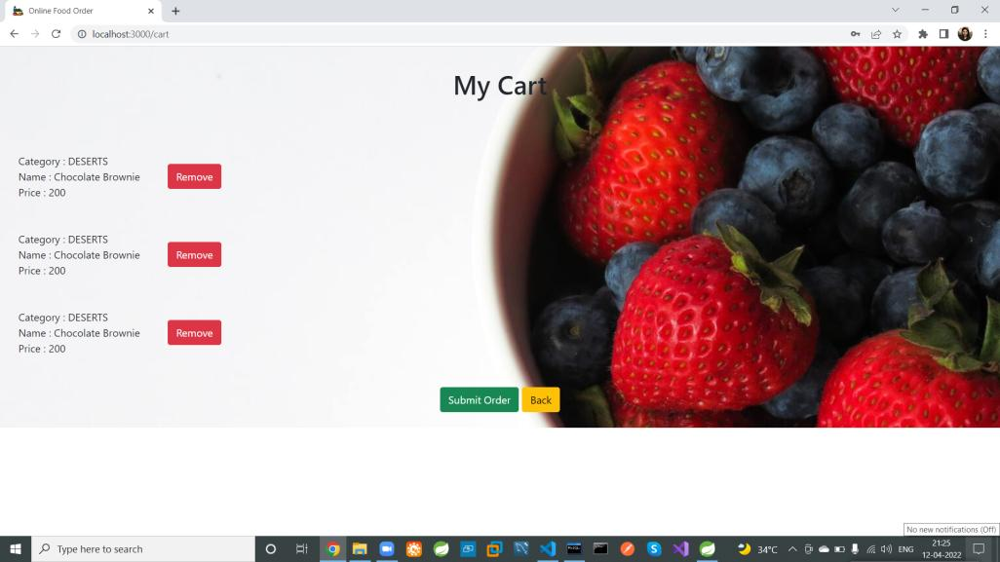 Online Food Order
localhost:3000/cart
My Cart
Category : DESERTS
Name : Chocolate Brownie
Price : 200
Remove
Category : DESERTS
Name : Chocolate Brownie
Price : 200
Remove
Category : DESERTS
Name : Chocolate Brownie
Price : 200
Remove
Submit Order
Back
No new notifications (Off)
Type here to search
34°C
ENG
21:25
12-04-2022